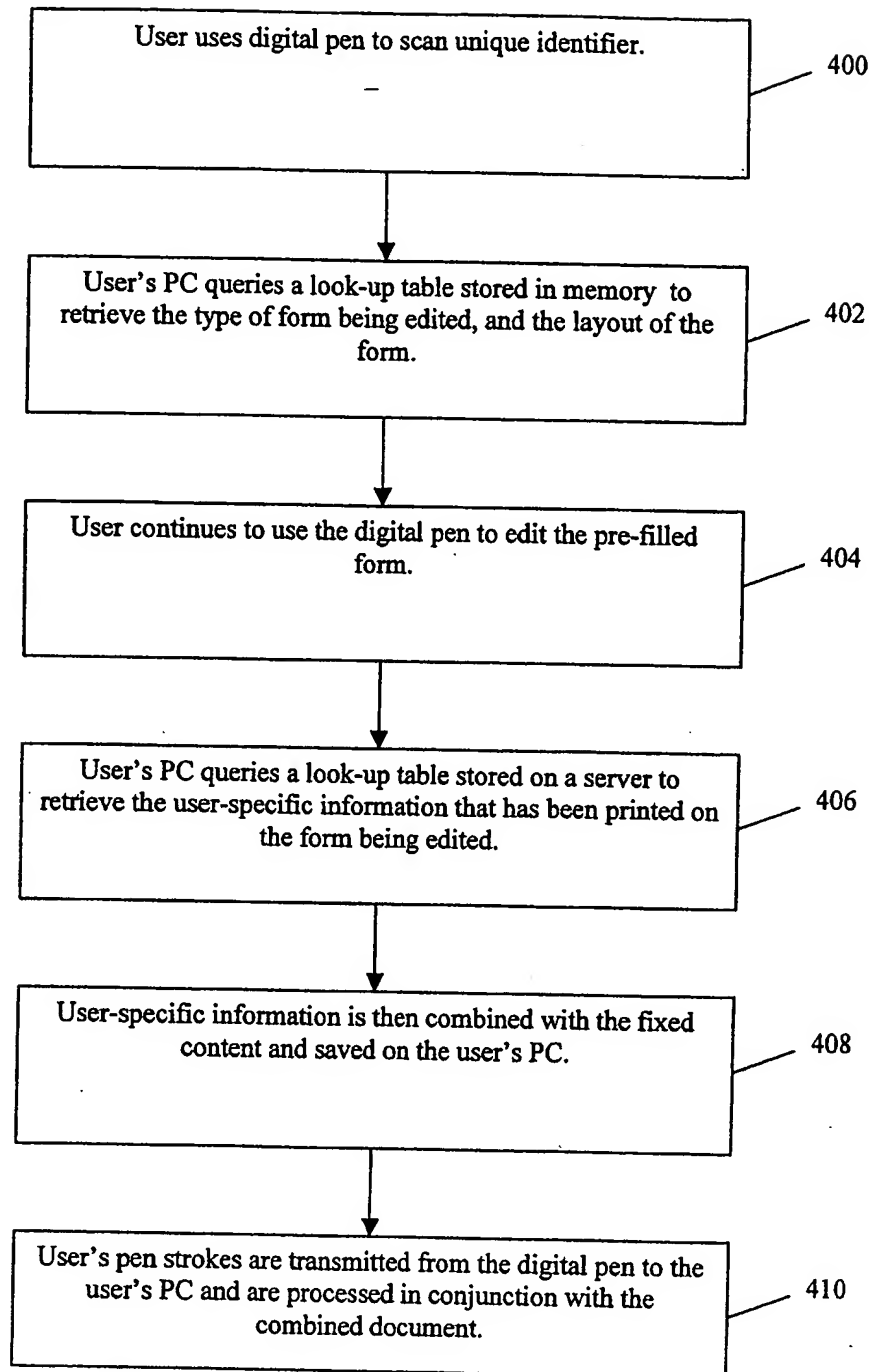 User uses digital pen to scan unique identifier.
400
User's PC queries a look-up table stored in memory to
retrieve the type of form being edited, and the layout of the
form.
402
User continues to use the digital pen to edit the pre-filled
form.
404
User's PC queries a look-up table stored on a server to
retrieve the user-specific information that has been printed on
the form being edited.
406
User-specific information is then combined with the fixed
content and saved on the user's PC.
408
User's pen strokes are transmitted from the digital pen to the
user's PC and are processed in conjunction with the
combined document.
410